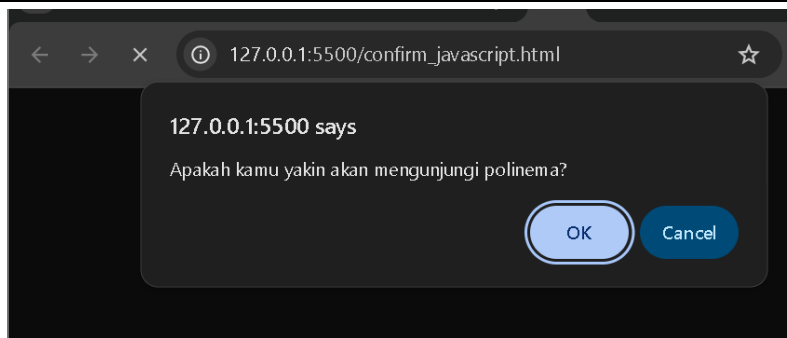 127.0.0.1:5500/confirm_javascript.html
127.0.0.1:5500 says
Apakah kamu yakin akan mengunjungi polinema?
OK Cancel